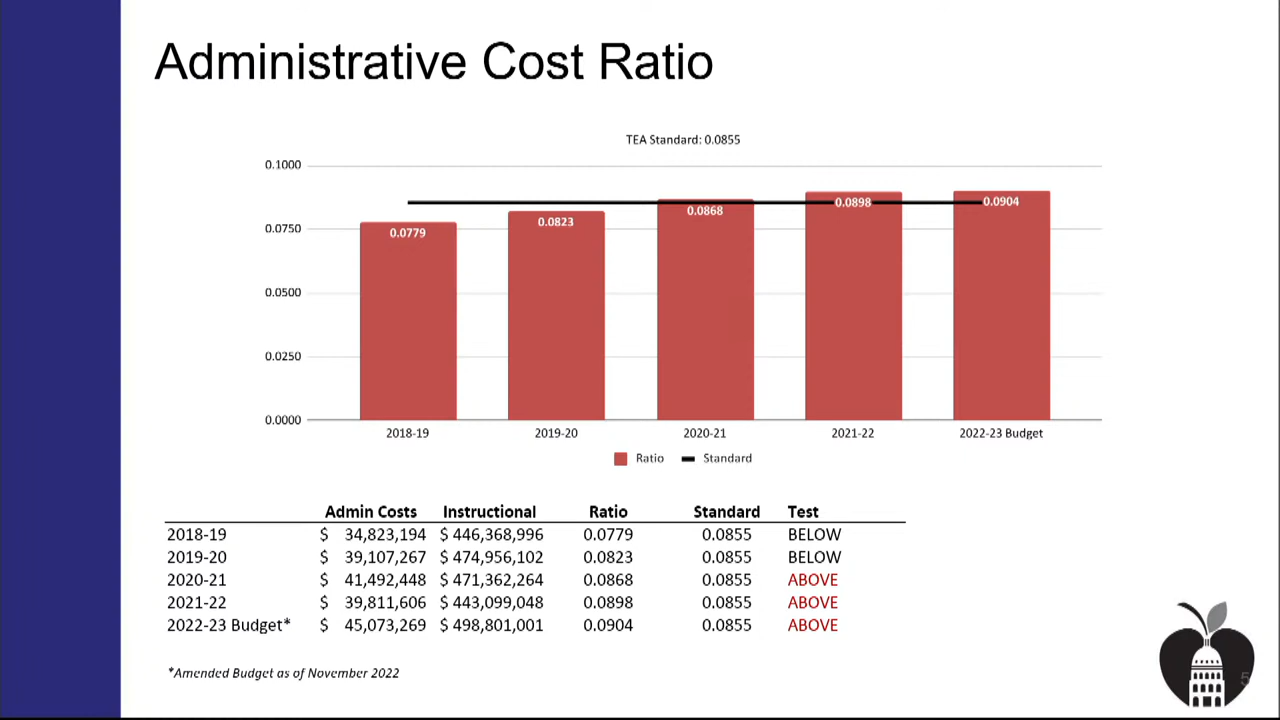 Administrative Cost Ratio
TEA Standard: 0.0855
0.1000
0.0750
0.0500
0.0250
0.0000
0.0779
0.0823
0.0868
0.0898
0.0904
2018-19 2019-20 2020-21 2021-22 2022-23 Budget
Ratio Standard
Admin Costs Instructional Ratio Standard Test
2018-19 $ 34,823,194 $ 446,368,996 0.0779 0.0855 BELOW
2019-20 $ 39,107,267 $ 474,956,102 0.0823 0.0855 BELOW
2020-21 $ 41,492,448 $ 471,362,264 0.0868 0.0855 ABOVE
2021-22 $ 39,811,606 $ 443,099,048 0.0898 0.0855 ABOVE
2022-23 Budget* $ 45,073,269 $ 498,801,001 0.0904 0.0855 ABOVE
*Amended Budget as of November 2022
5